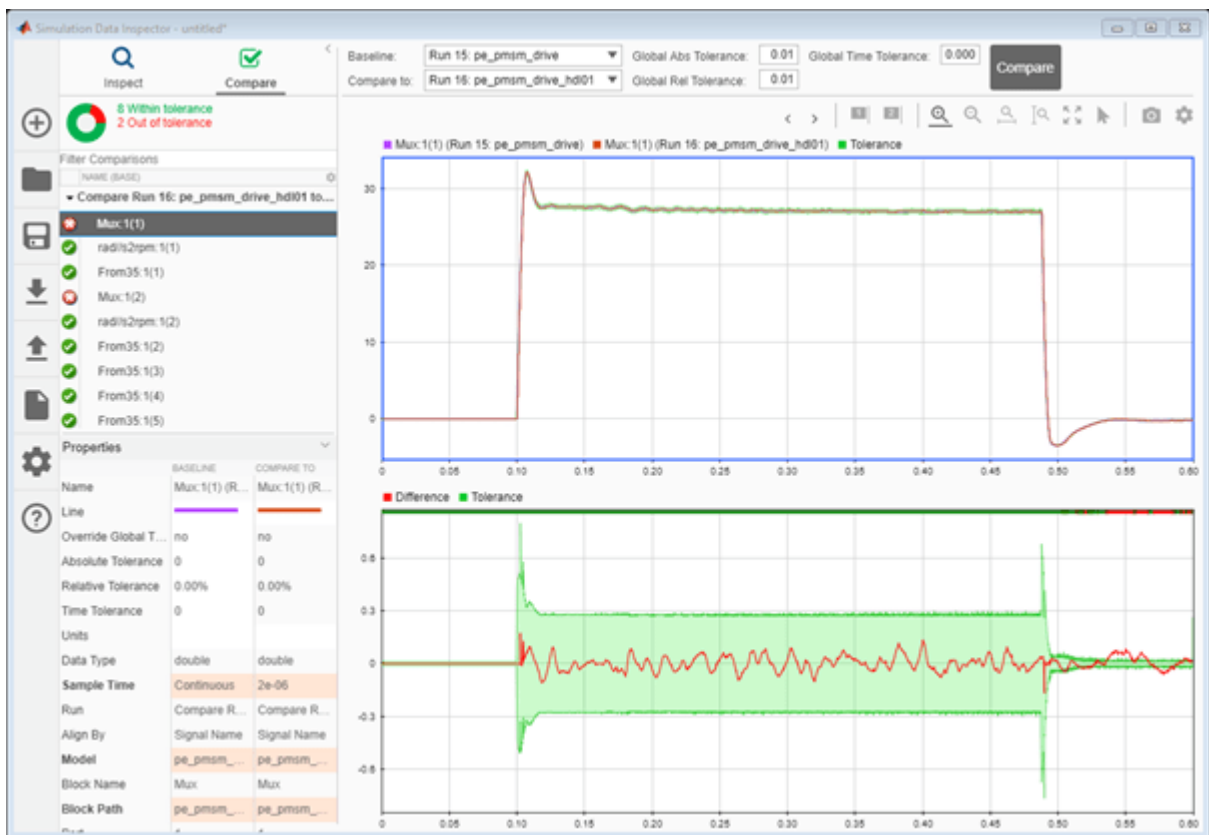 Simulation Data Inspector - untitled*
Inspect Compare
Baseline: Run 15: pe_pmsm_drive Global Abs Tolerance: 0.01 Global Time Tolerance: 0.000
Compare to: Run 16: pe_pmsm_drive_hdl01 Global Rel Tolerance: 0.01
Compare
8 Within tolerance
2 Out of tolerance
Filter Comparisons
NAME (BASE)
Compare Run 16: pe_pmsm_drive_hdl01 to...
Mux:1(1)
rad//s2rpm:1(1)
From35:1(1)
Mux:1(2)
rad//s2rpm:1(2)
From35:1(2)
From35:1(3)
From35:1(4)
From35:1(5)
Properties
BASELINE COMPARE TO
Name Mux:1(1) (R... Mux:1(1) (R...
Line
Override Global T... no no
Absolute Tolerance 0 0
Relative Tolerance 0.00% 0.00%
Time Tolerance 0 0
Units
Data Type double double
Sample Time Continuous 2e-06
Run Compare R... Compare R...
Align By Signal Name Signal Name
Model pe_pmsm_... pe_pmsm_...
Block Name Mux Mux
Block Path pe_pmsm_... pe_pmsm_...
Mux:1(1) (Run 15: pe_pmsm_drive) Mux:1(1) (Run 16: pe_pmsm_drive_hdl01) Tolerance
30
20
10
0
0 0.05 0.10 0.15 0.20 0.25 0.30 0.35 0.40 0.45 0.50 0.55 0.60
Difference Tolerance
0.6
0.3
0
-0.3
-0.6
0 0.05 0.10 0.15 0.20 0.25 0.30 0.35 0.40 0.45 0.50 0.55 0.60